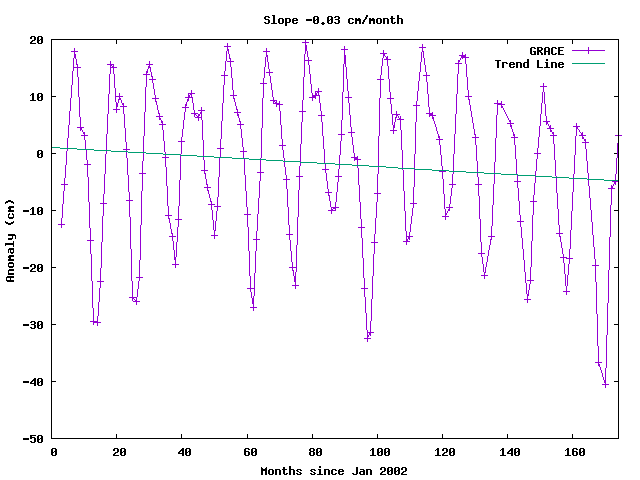 Slope -0.03 cm/month
GRACE
Trend Line
20
10
0
-10
-20
-30
-40
-50
Anomaly (cm)
0 20 40 60 80 100 120 140 160
Months since Jan 2002